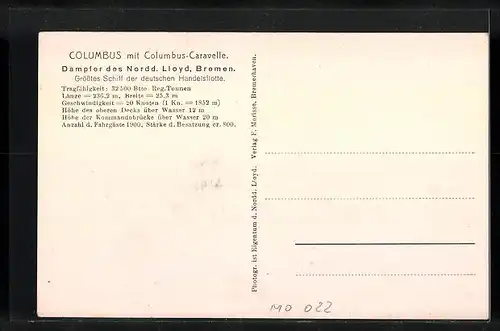 COLUMBUS mit Columbus-Caravelle.
Dampfer des Nordd. Lloyd, Bremen.
Größtes Schiff der deutschen Handelsflotte.
Tragfähigkeit: 32500 Btto Reg.Tonnen
Länge = 236,2 m, Breite = 25,3 m
Geschwindigkeit = 20 Knoten (1 Kn. = 1852 m)
Höhe des oberen Decks über Wasser 12 m
Höhe der Kommandobrücke über Wasser 20 m
Anzahl d. Fahrgäste 1900, Stärke d. Besatzung cr. 800.
Photogr. ist Eigentum d. Nordd. Lloyd. Verlag F. Morisse, Bremerhaven.
MO 022